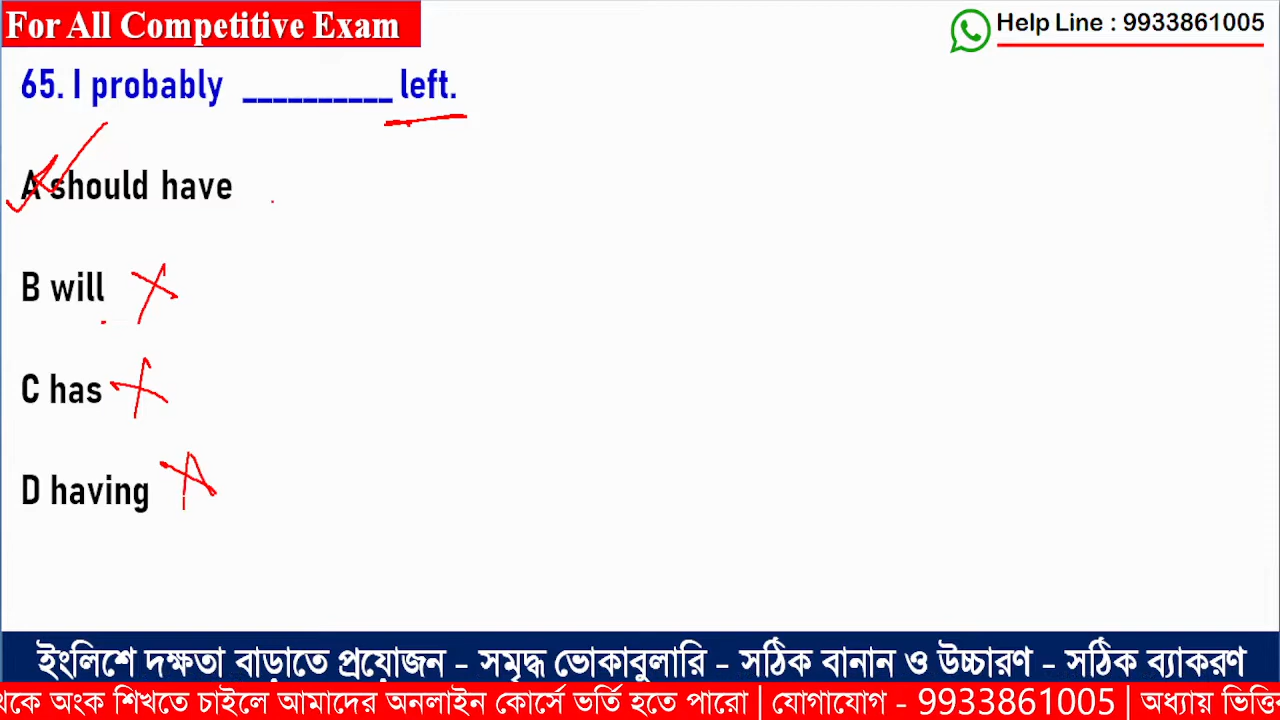 For All Competitive Exam
Help Line : 9933861005
65. I probably __________ left.
A should have
B will
C has
D having
ইংলিশে দক্ষতা বাড়াতে প্রয়োজন - সমৃদ্ধ ভোকাবুলারি - সঠিক বানান ও উচ্চারণ - সঠিক ব্যাকরণ
থেকে অংক শিখতে চাইলে আমাদের অনলাইন কোর্সে ভর্তি হতে পারো | যোগাযোগ - 9933861005 | অধ্যায় ভিত্তি